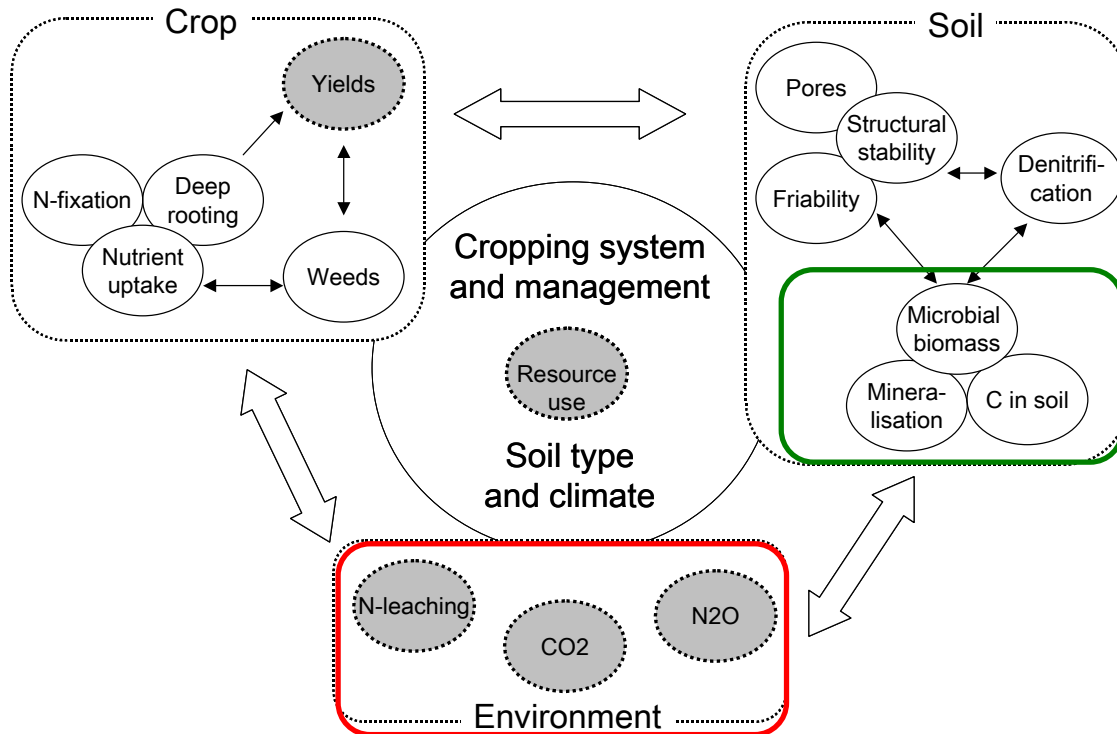 Crop
Yields
N-fixation
Deep
rooting
Nutrient
uptake
Weeds
Soil
Pores
Structural
stability
Friability
Denitrifi-
cation
Microbial
biomass
Minera-
lisation
C in soil
Cropping system
and management
Resource
use
Soil type
and climate
N-leaching
CO2
N2O
Environment